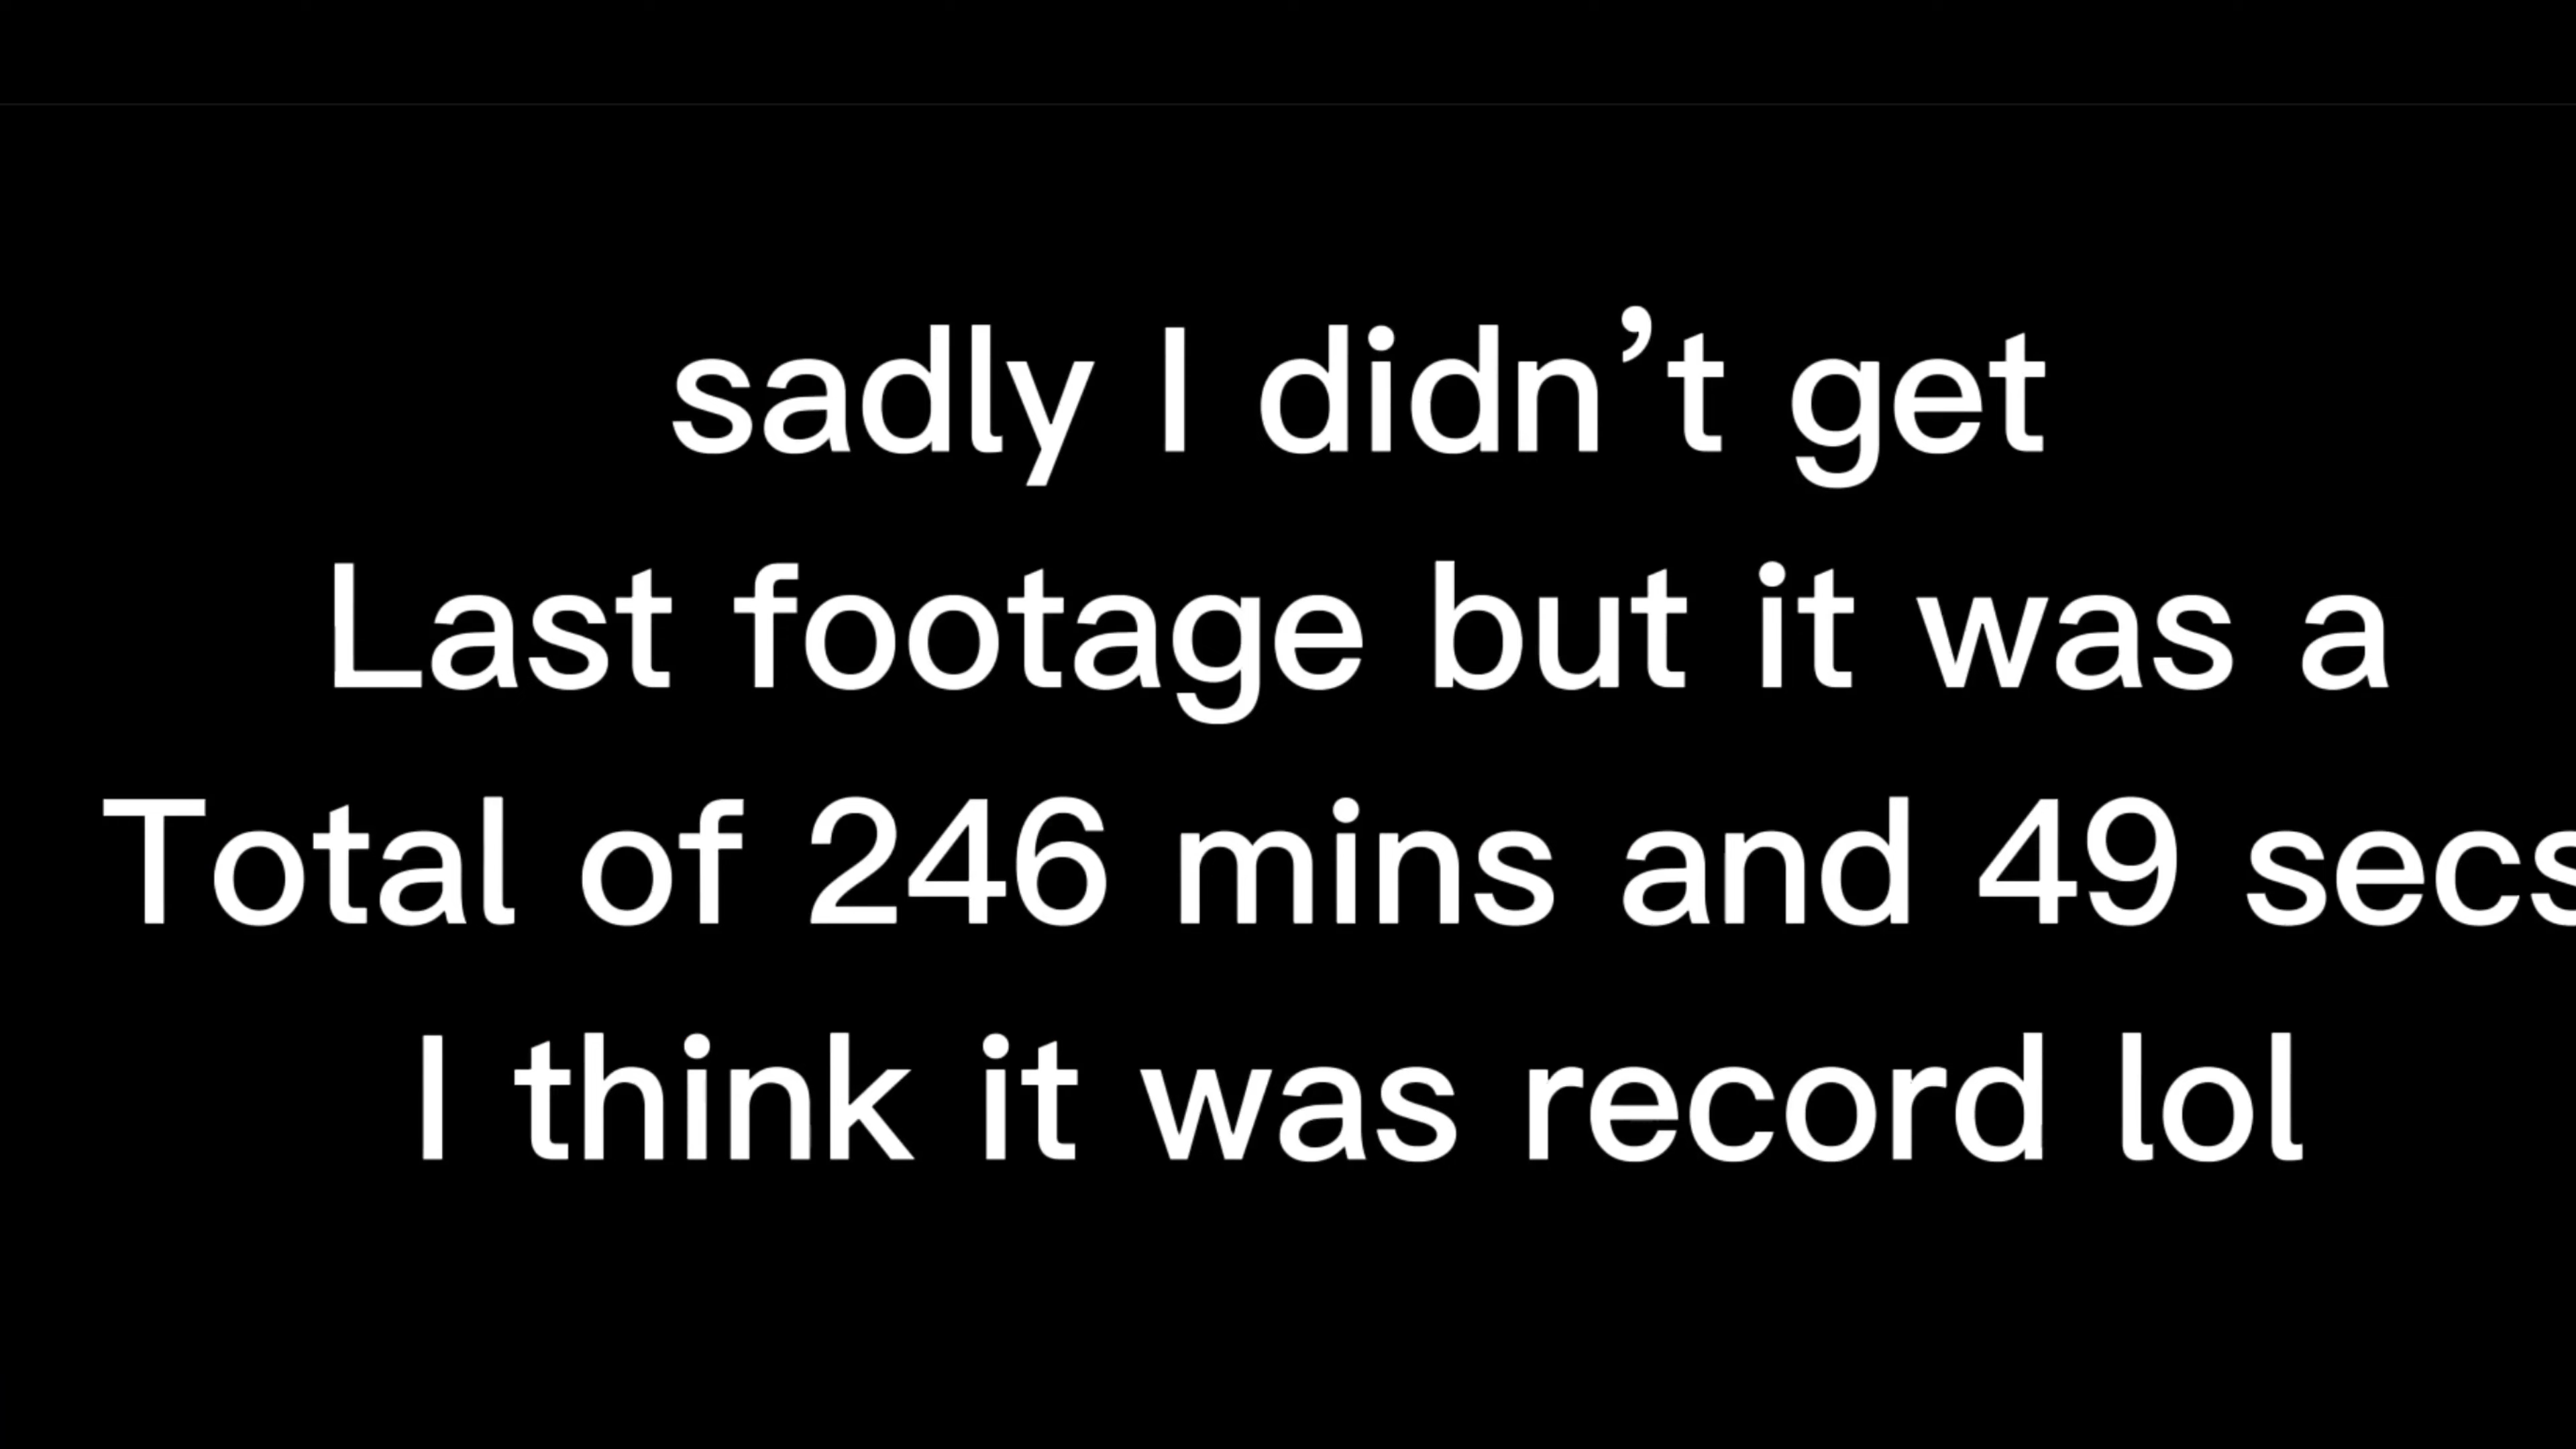 sadly I didn’t get
Last footage but it was a
Total of 246 mins and 49 secs
I think it was record lol